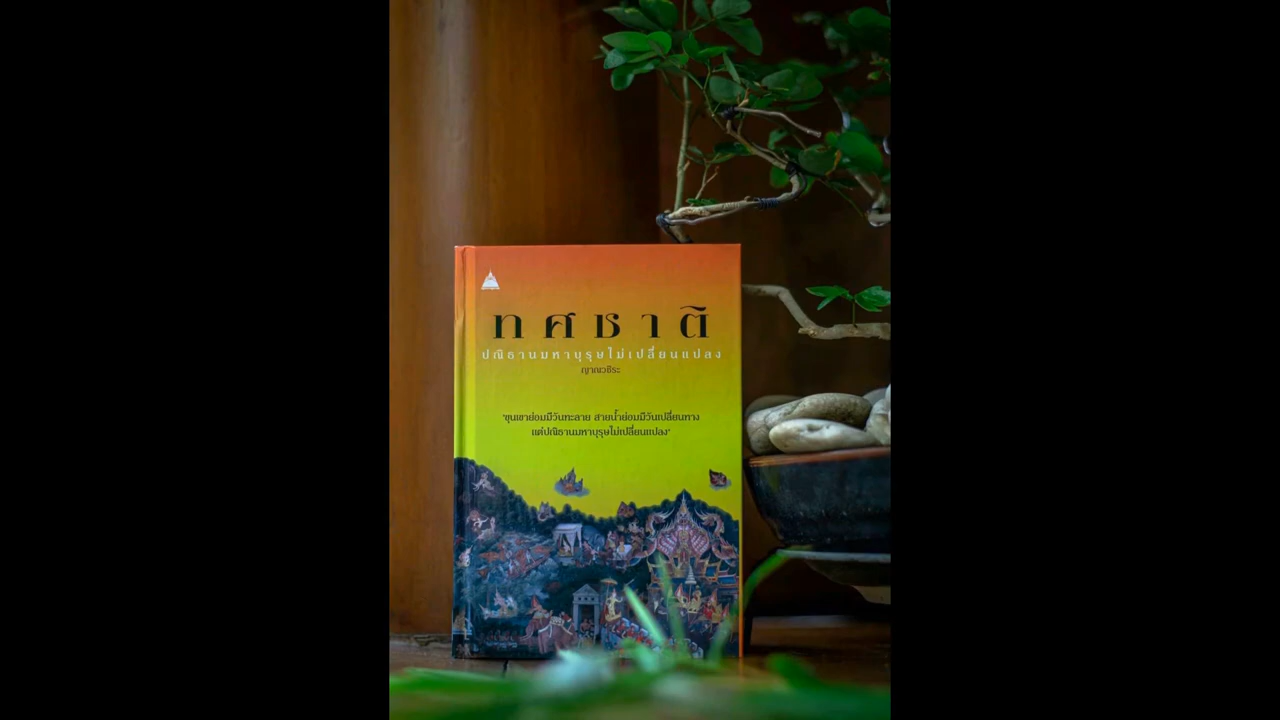 ทศชาติ
ปณิธานมหาบุรุษไม่เปลี่ยนแปลง
ญาณวชิระ
"ขุนเขาย่อมมีวันทะลาย สายน้ำย่อมมีวันเปลี่ยนทาง
แต่ปณิธานมหาบุรุษไม่เปลี่ยนแปลง"